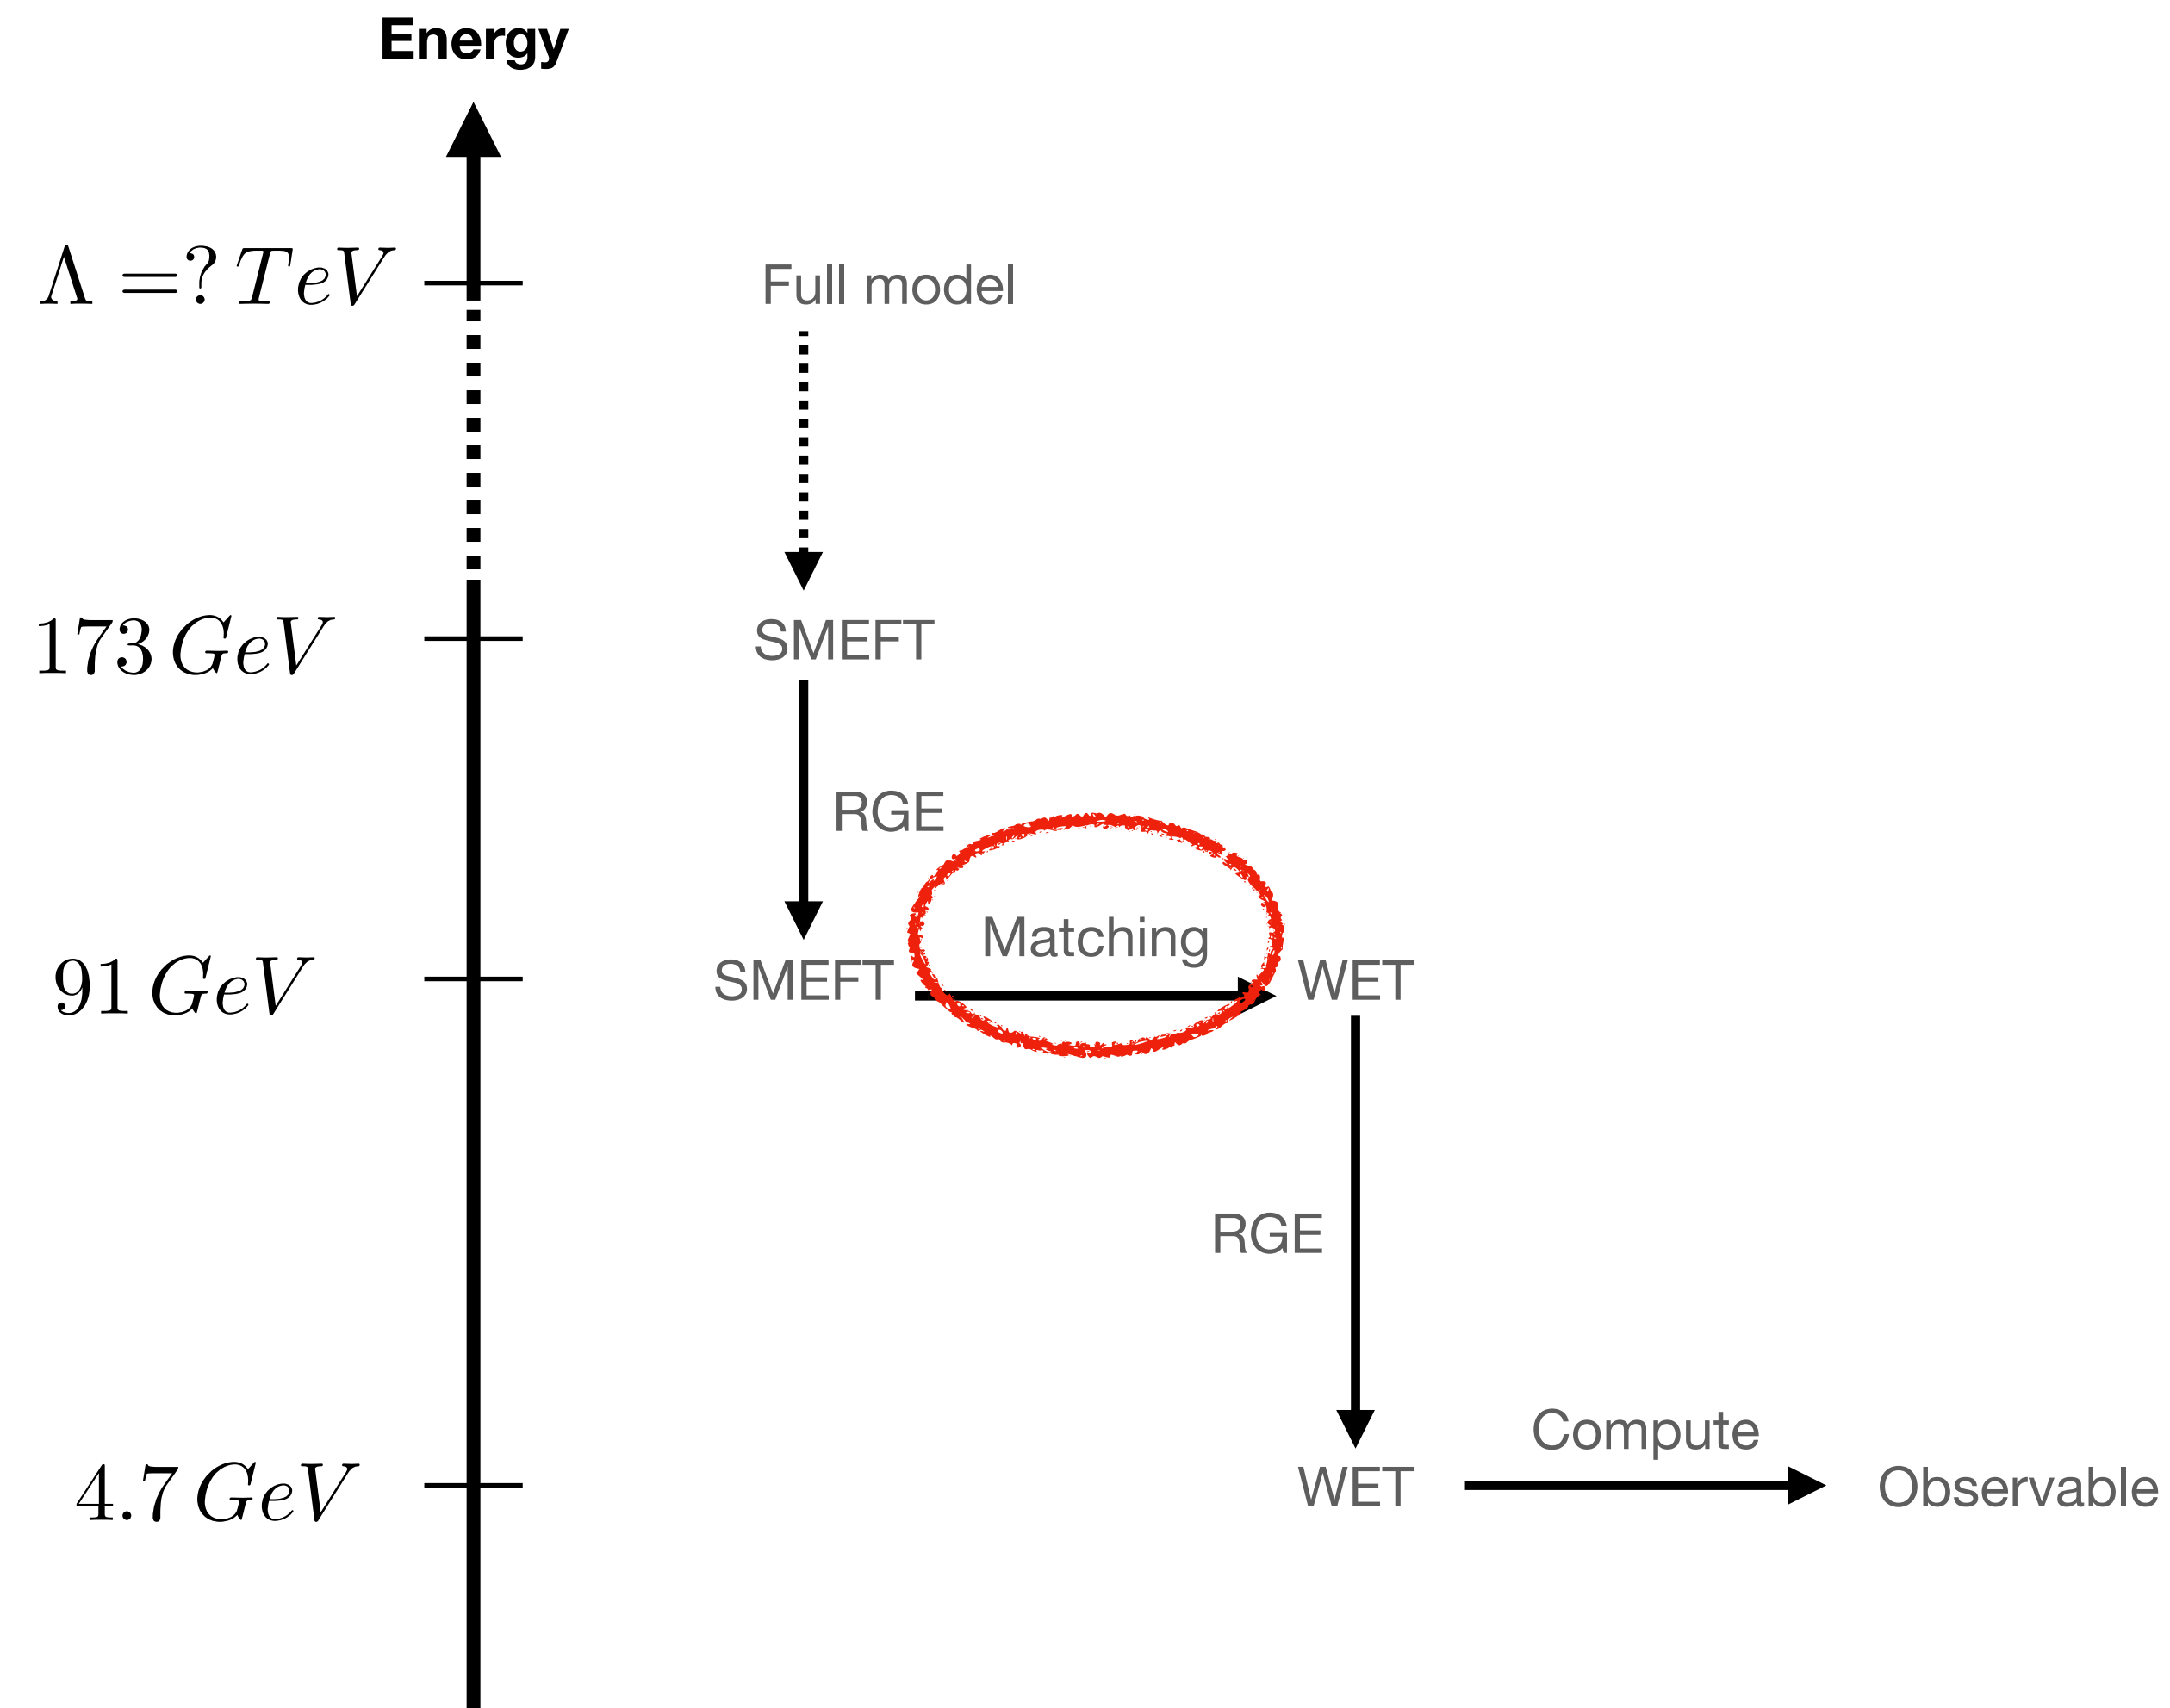 Energy
Λ =?TeV
Full model
173 GeV
SMEFT
RGE
Matching
91 GeV
SMEFT
WET
RGE
Compute
4.7 GeV
WET
Observable